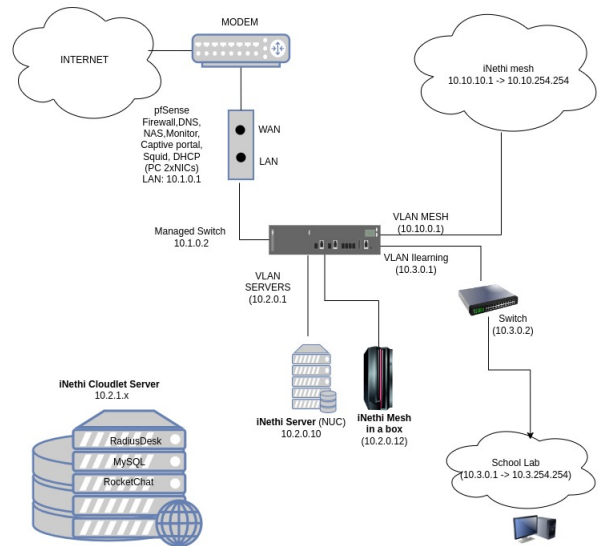 MODEM
INTERNET
iNethi mesh
10.10.10.1 -> 10.10.254.254
pfSense
Firewall,DNS,
NAS,Monitor,
Captive portal,
Squid, DHCP
(PC 2xNICs)
LAN: 10.1.0.1
WAN
LAN
Managed Switch
10.1.0.2
VLAN MESH
(10.10.0.1)
VLAN Ilearning
(10.3.0.1)
VLAN
SERVERS
(10.2.0.1
Switch
(10.3.0.2)
iNethi Server (NUC)
10.2.0.10
iNethi Mesh
in a box
(10.2.0.12)
iNethi Cloudlet Server
10.2.1.x
RadiusDesk
MySQL
RocketChat
School Lab
(10.3.0.1 -> 10.3.254.254)